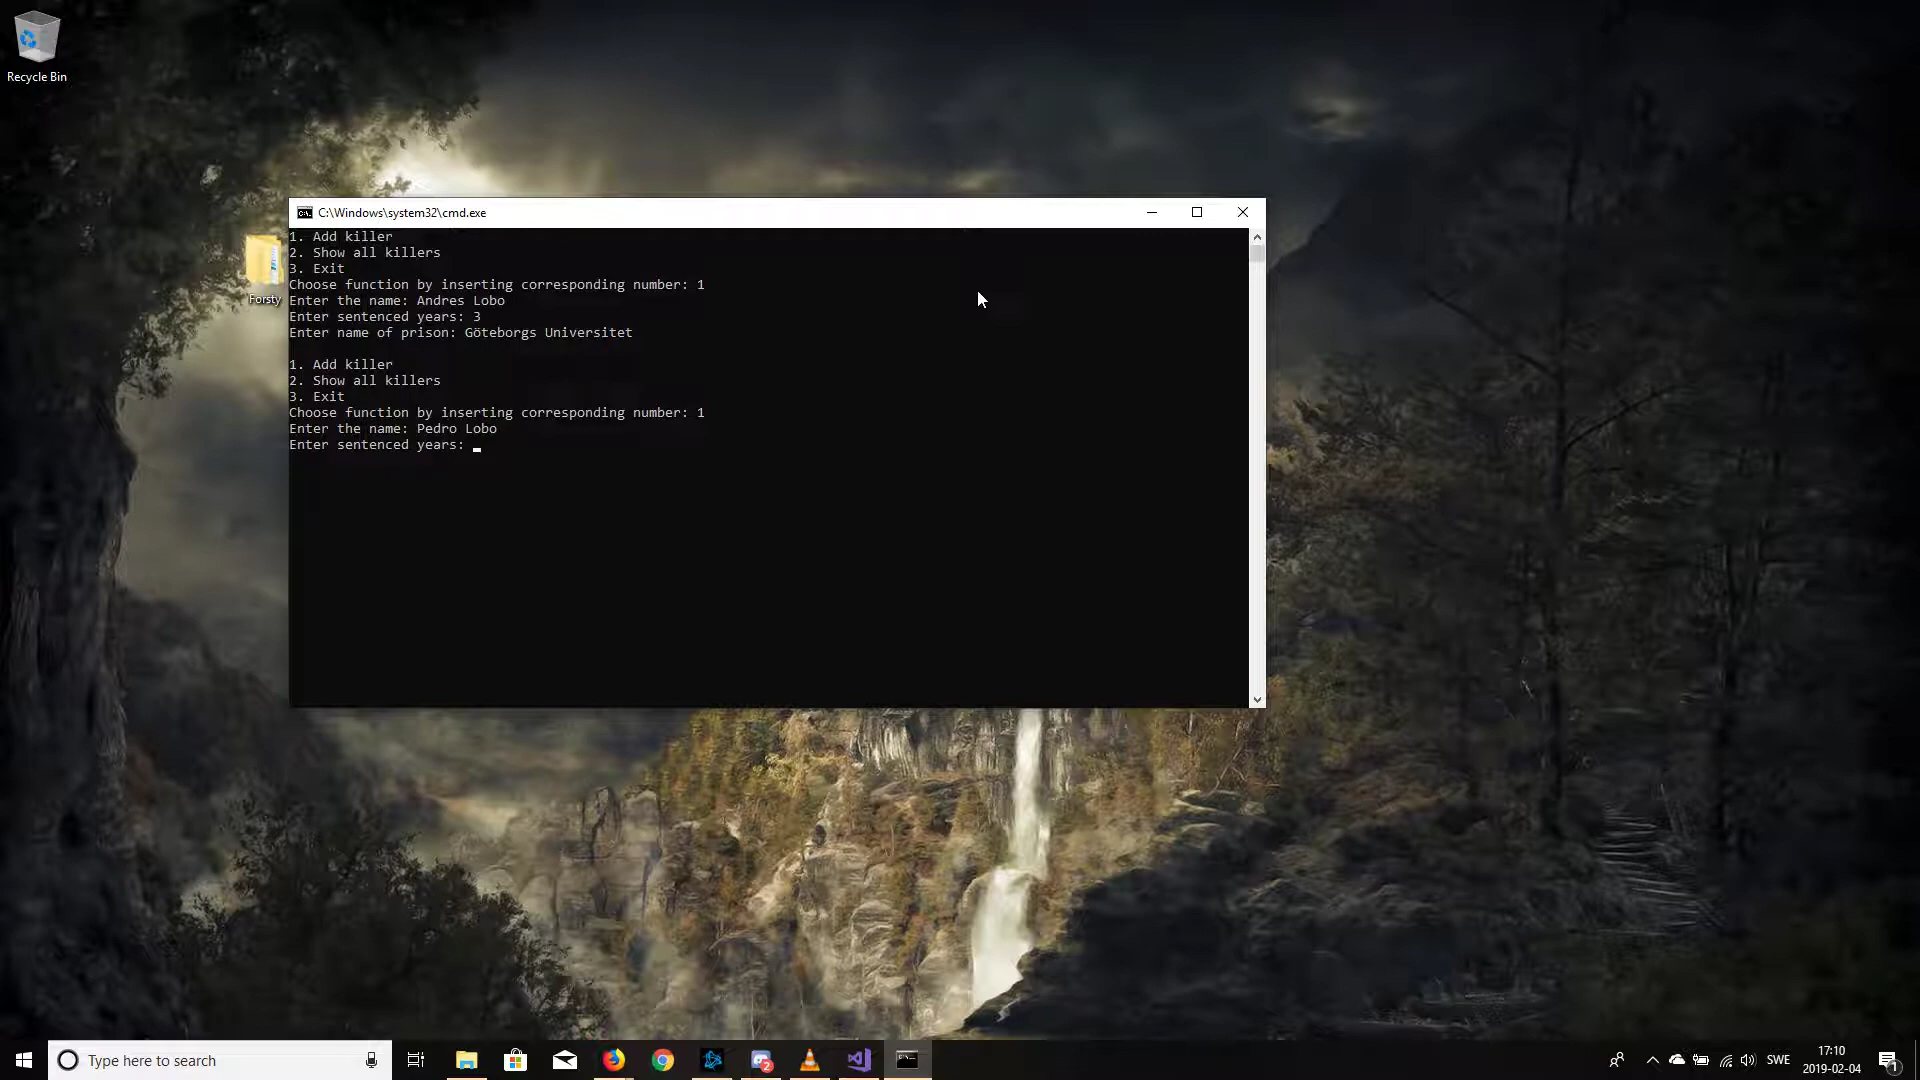 Recycle Bin
C:\Windows\system32\cmd.exe
1. Add killer
2. Show all killers
3. Exit
Choose function by inserting corresponding number: 1
Enter the name: Andres Lobo
Enter sentenced years: 3
Enter name of prison: Göteborgs Universitet
1. Add killer
2. Show all killers
3. Exit
Choose function by inserting corresponding number: 1
Enter the name: Pedro Lobo
Enter sentenced years:
Forsty
Type here to search
2
SWE
17:10
2019-02-04
1